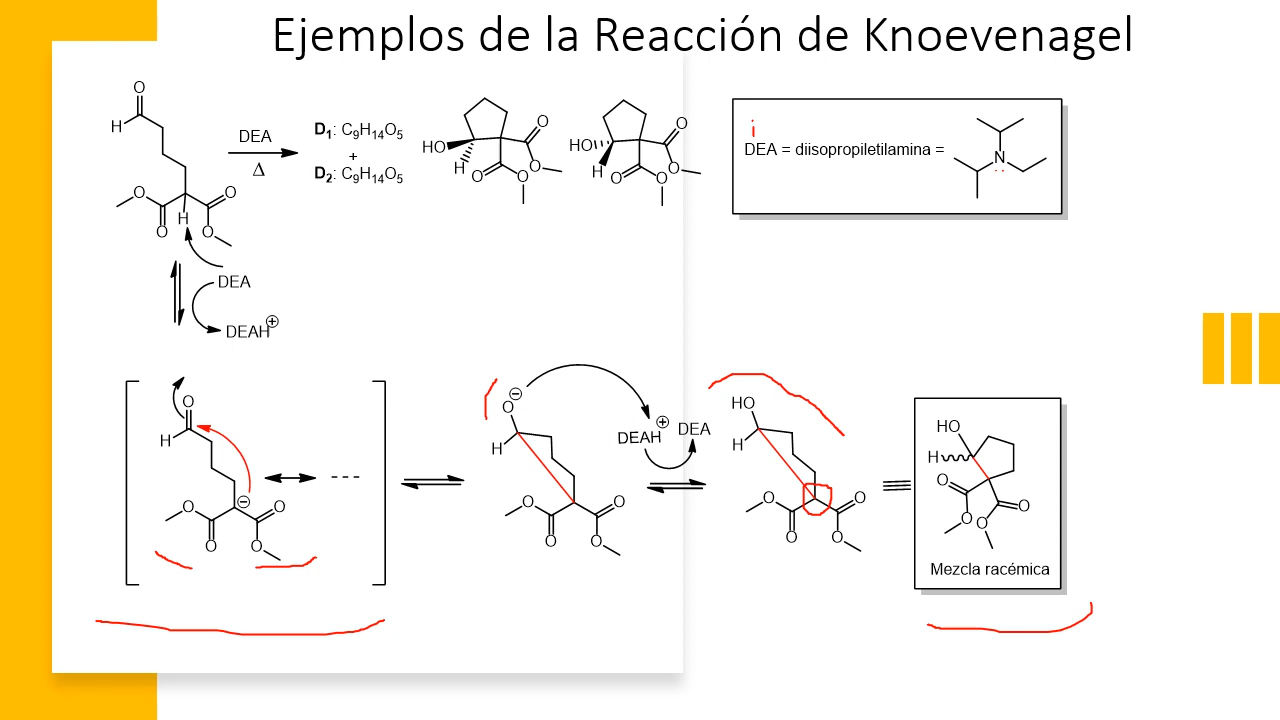 Ejemplos de la Reacción de Knoevenagel
O
H
DEA
Δ
D1: C9H14O5
+
D2: C9H14O5
HO
H
O
O
O
O
HO
H
O
O
O
O
i
DEA = diisopropiletilamina =
N
O
O
H
O
O
DEA
DEAH⊕
O
H
⊖
O
O
O
O
---
O⊖
H
O
O
O
O
DEAH⊕
DEA
HO
H
O
O
O
O
HO
H
O
O
O
O
Mezcla racémica